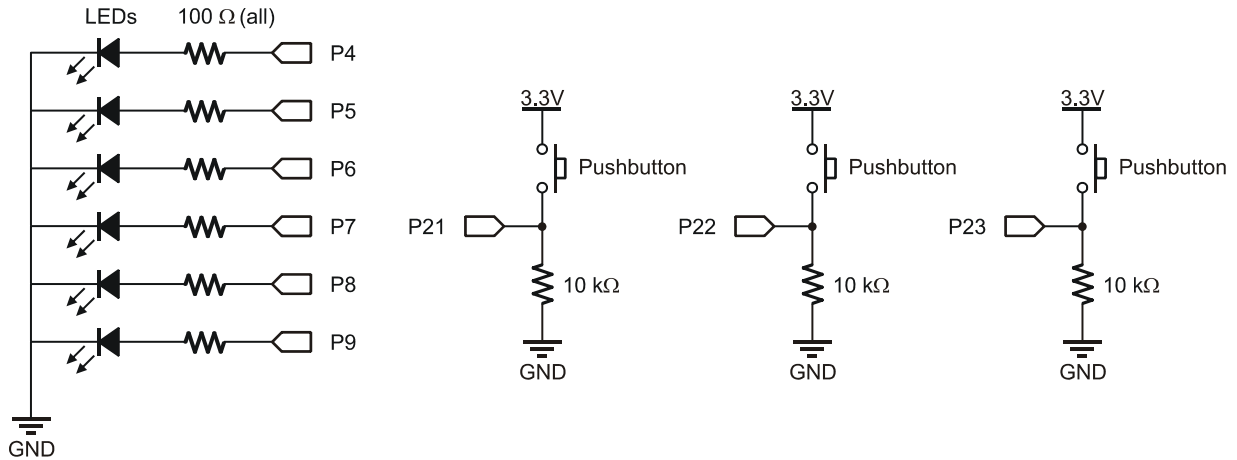 LEDs 100 Ω (all)
P4
P5
P6
P7
P8
P9
GND
3.3V
Pushbutton
P21
10 kΩ
GND
3.3V
Pushbutton
P22
10 kΩ
GND
3.3V
Pushbutton
P23
10 kΩ
GND